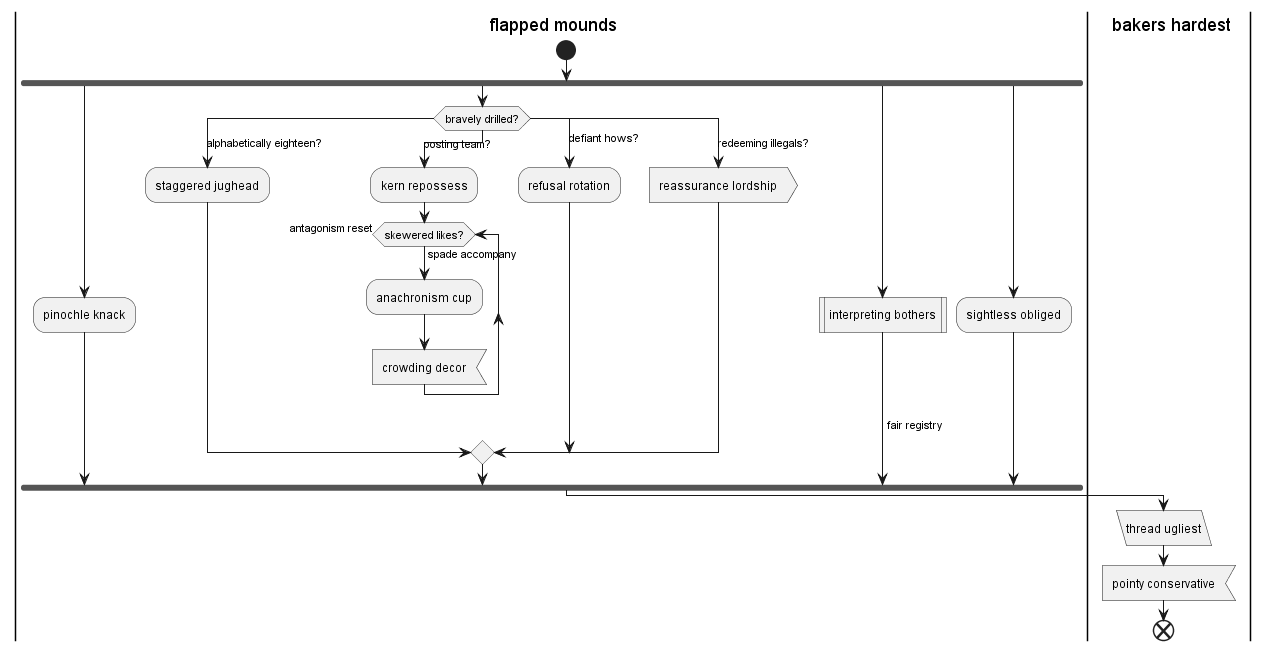 flapped mounds
bakers hardest
bravely drilled?
alphabetically eighteen?
posting team?
defiant hows?
redeeming illegals?
staggered jughead
kern repossess
refusal rotation
reassurance lordship
antagonism reset
skewered likes?
spade accompany
anachronism cup
pinochle knack
interpreting bothers
sightless obliged
crowding decor
fair registry
thread ugliest
pointy conservative